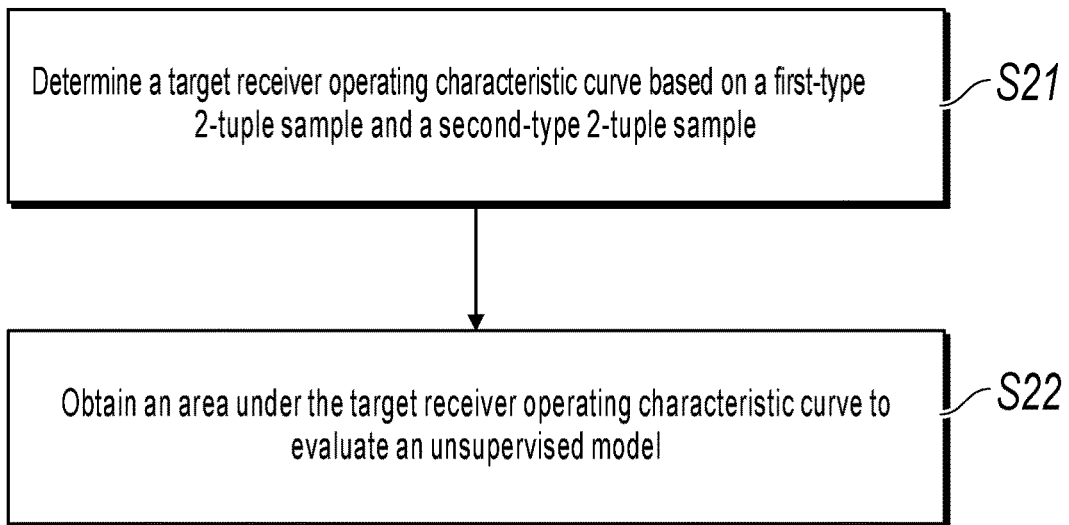 Determine a target receiver operating characteristic curve based on a first-type
2-tuple sample and a second-type 2-tuple sample
S21
Obtain an area under the target receiver operating characteristic curve to
evaluate an unsupervised model
S22